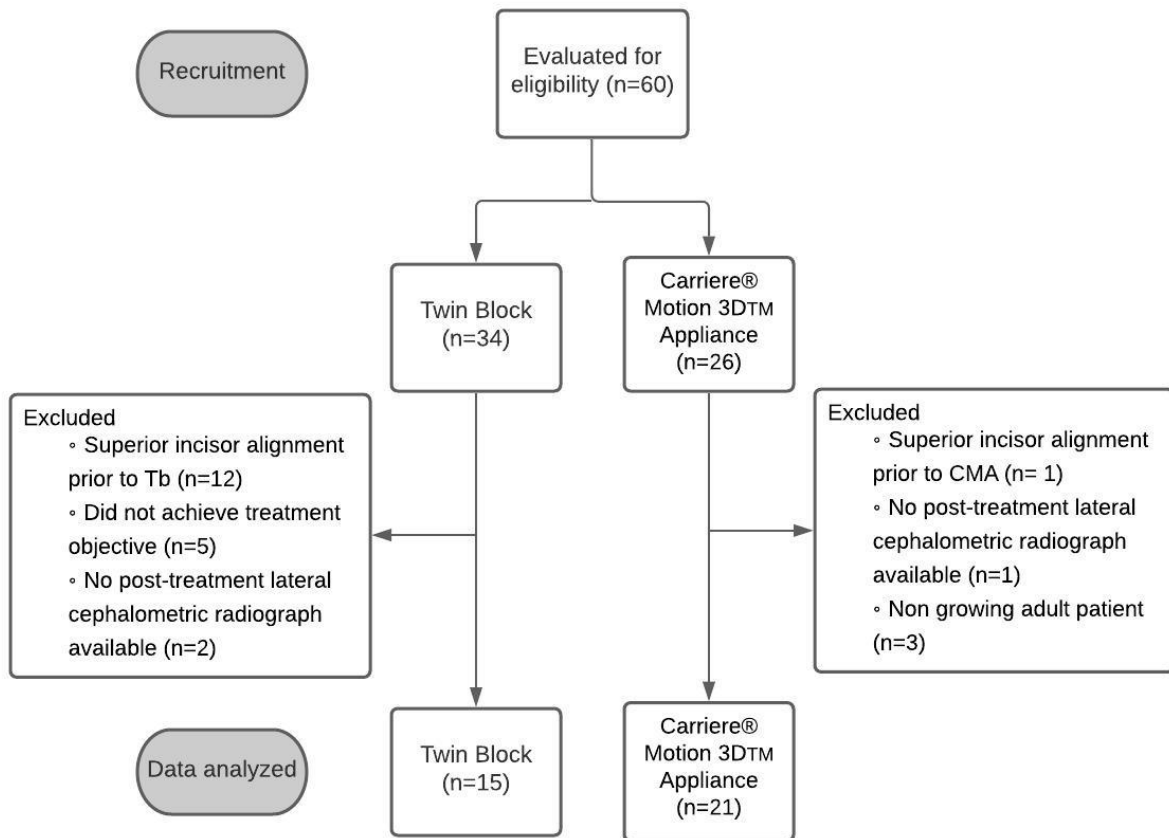 Recruitment
Evaluated for
eligibility (n=60)
Twin Block
(n=34)
Carriere®
Motion 3DTM
Appliance
(n=26)
Excluded
◦ Superior incisor alignment
prior to Tb (n=12)
◦ Did not achieve treatment
objective (n=5)
◦ No post-treatment lateral
cephalometric radiograph
available (n=2)
Excluded
◦ Superior incisor alignment
prior to CMA (n= 1)
◦ No post-treatment lateral
cephalometric radiograph
available (n=1)
◦ Non growing adult patient
(n=3)
Data analyzed
Twin Block
(n=15)
Carriere®
Motion 3DTM
Appliance
(n=21)